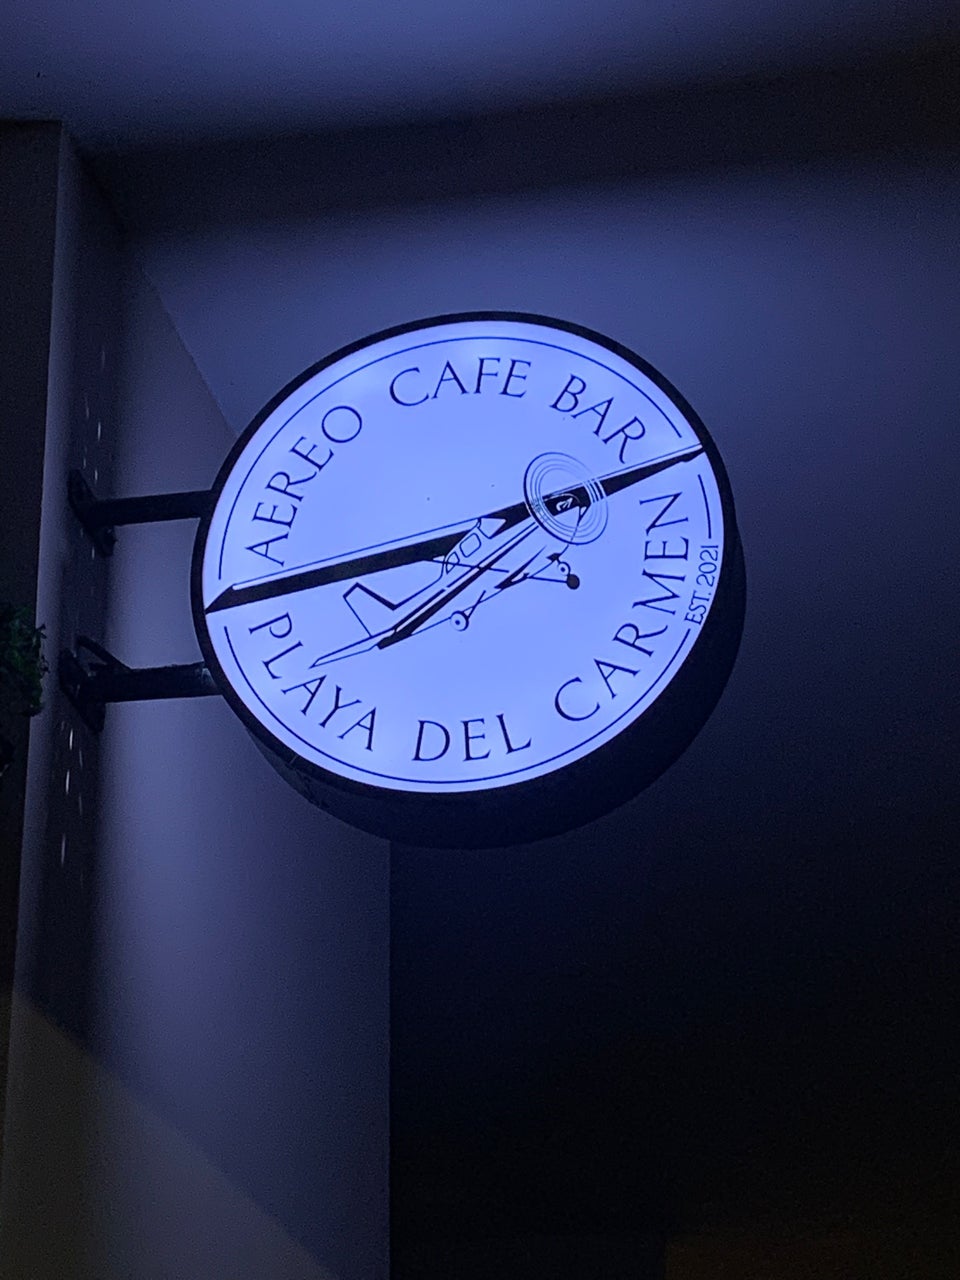 AEREO CAFE BAR
PLAYA DEL CARMEN
EST. 2021